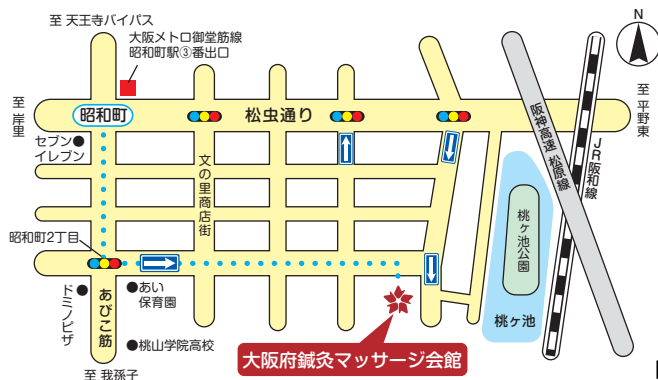 至 天王寺バイパス
大阪メトロ御堂筋線
昭和町駅③番出口
N
至 岸里
昭和町
松虫通り
至 平野東
セブン
イレブン
文の里商店街
阪神高速 松原線
JR阪和線
桃ヶ池公園
桃ヶ池
昭和町2丁目
ドミノピザ
あびこ筋
あい
保育園
桃山学院高校
大阪府鍼灸マッサージ会館
至 我孫子